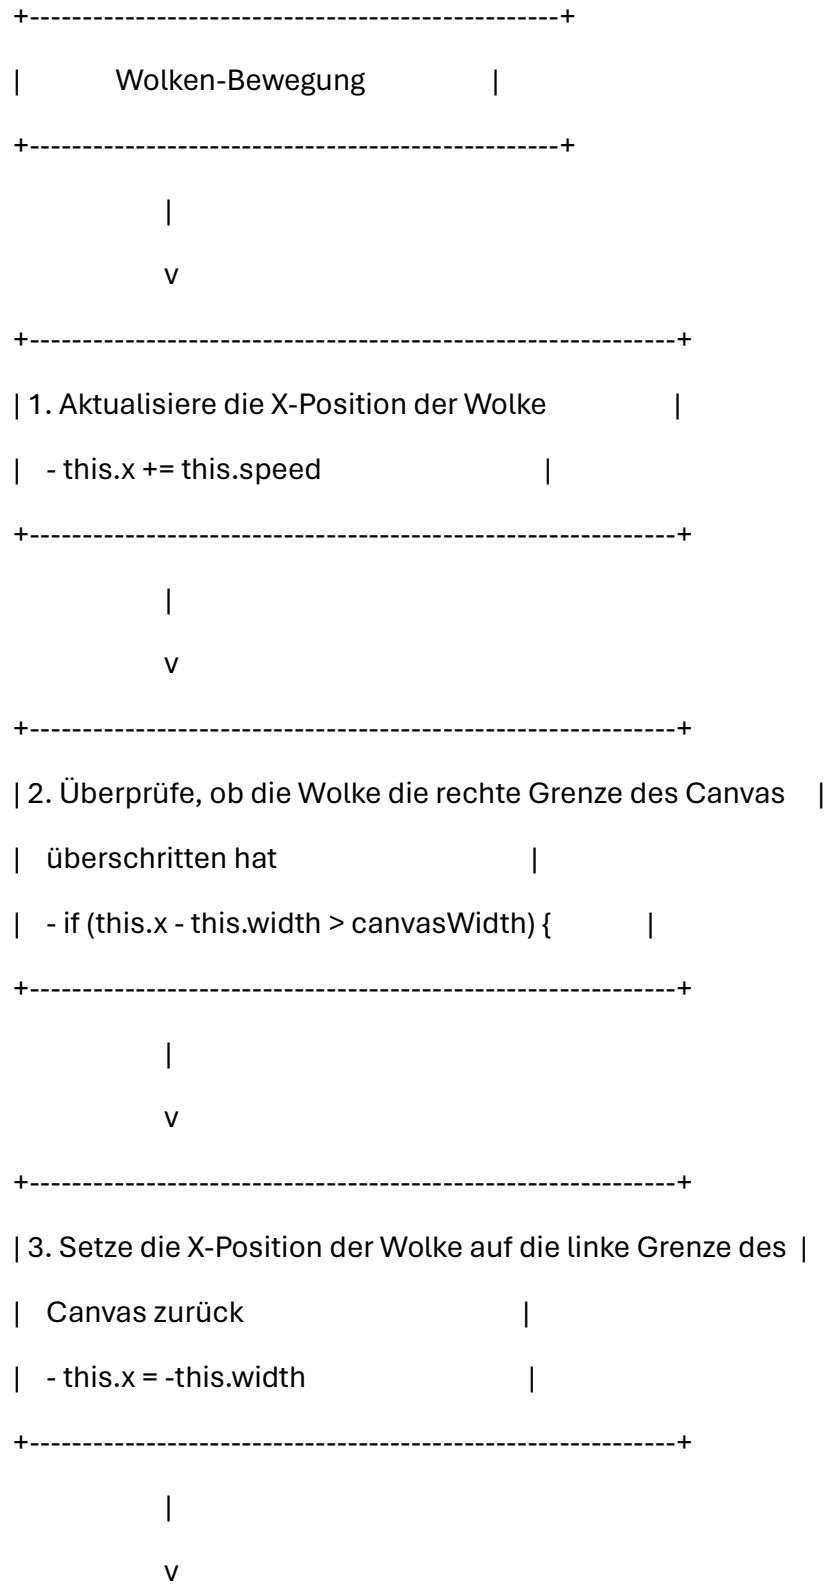 +--------------------------------------------------+
|            Wolken-Bewegung                |
+--------------------------------------------------+
|
v
+-------------------------------------------------------------+
| 1. Aktualisiere die X-Position der Wolke                |
|    - this.x += this.speed                            |
+-------------------------------------------------------------+
|
v
+-------------------------------------------------------------+
| 2. Überprüfe, ob die Wolke die rechte Grenze des Canvas    |
|    überschritten hat                                |
|    - if (this.x - this.width > canvasWidth) {            |
+-------------------------------------------------------------+
|
v
+-------------------------------------------------------------+
| 3. Setze die X-Position der Wolke auf die linke Grenze des  |
|    Canvas zurück                                   |
|    - this.x = -this.width                            |
+-------------------------------------------------------------+
|
v